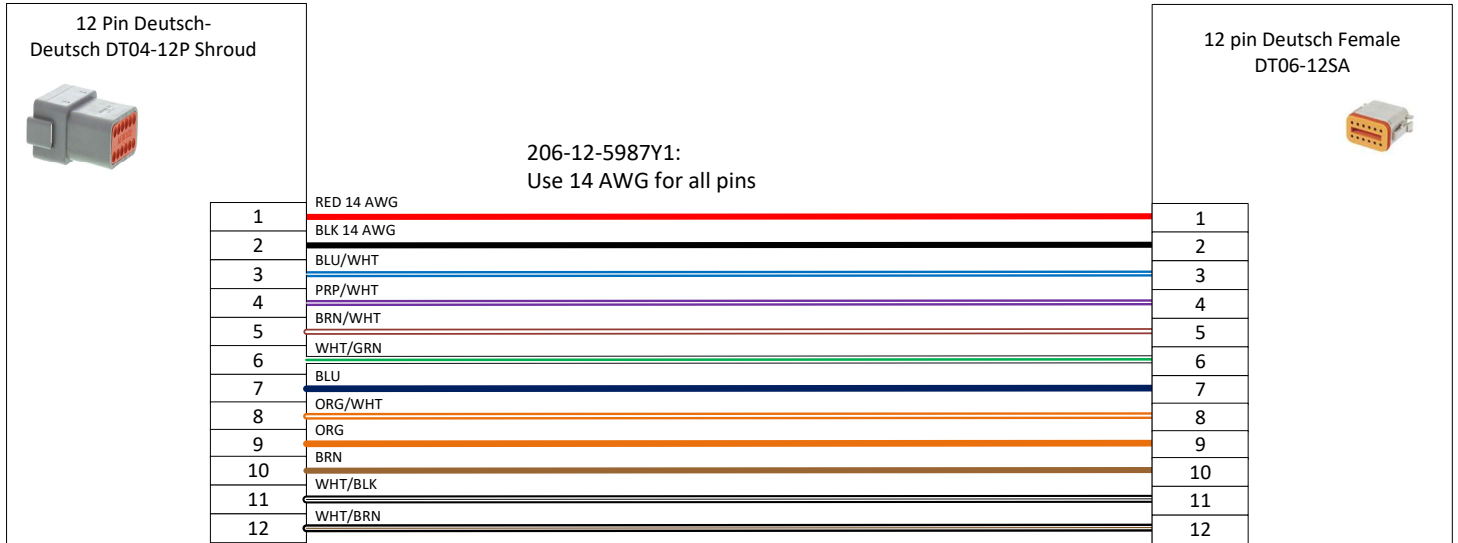 12 Pin Deutsch-
Deutsch DT04-12P Shroud
12 pin Deutsch Female
DT06-12SA
206-12-5987Y1:
Use 14 AWG for all pins
1 RED 14 AWG 1
2 BLK 14 AWG 2
3 BLU/WHT 3
4 PRP/WHT 4
5 BRN/WHT 5
6 WHT/GRN 6
7 BLU 7
8 ORG/WHT 8
9 ORG 9
10 BRN 10
11 WHT/BLK 11
12 WHT/BRN 12